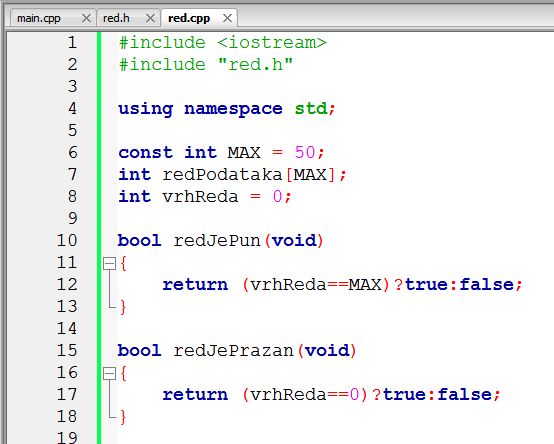 main.cpp red.h red.cpp
1 #include <iostream>
2 #include "red.h"
3
4 using namespace std;
5
6 const int MAX = 50;
7 int redPodataka[MAX];
8 int vrhReda = 0;
9
10 bool redJePun(void)
11 {
12 return (vrhReda==MAX)?true:false;
13 }
14
15 bool redJePrazan(void)
16 {
17 return (vrhReda==0)?true:false;
18 }
19